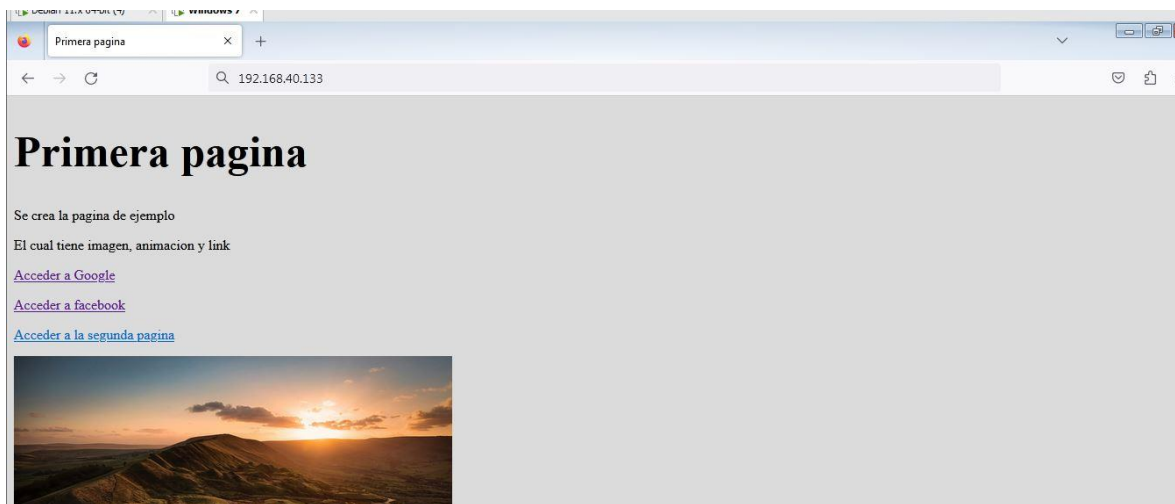 Debian 11.x 64-bit (4)
Windows 7
Primera pagina
192.168.40.133
Primera pagina
Se crea la pagina de ejemplo
El cual tiene imagen, animacion y link
Acceder a Google
Acceder a facebook
Acceder a la segunda pagina